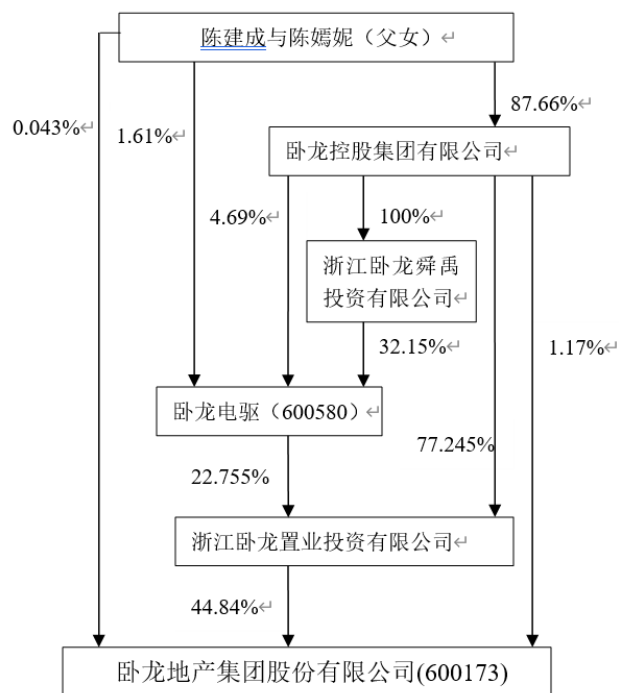 陈建成与陈嫣妮（父女）↵
0.043%↵
1.61%↵
87.66%↵
卧龙控股集团有限公司↵
4.69%↵
100%↵
浙江卧龙舜禹
投资有限公司↵
32.15%↵
1.17%↵
卧龙电驱（600580）↵
77.245%
22.755%
浙江卧龙置业投资有限公司↵
44.84%↵
卧龙地产集团股份有限公司(600173)